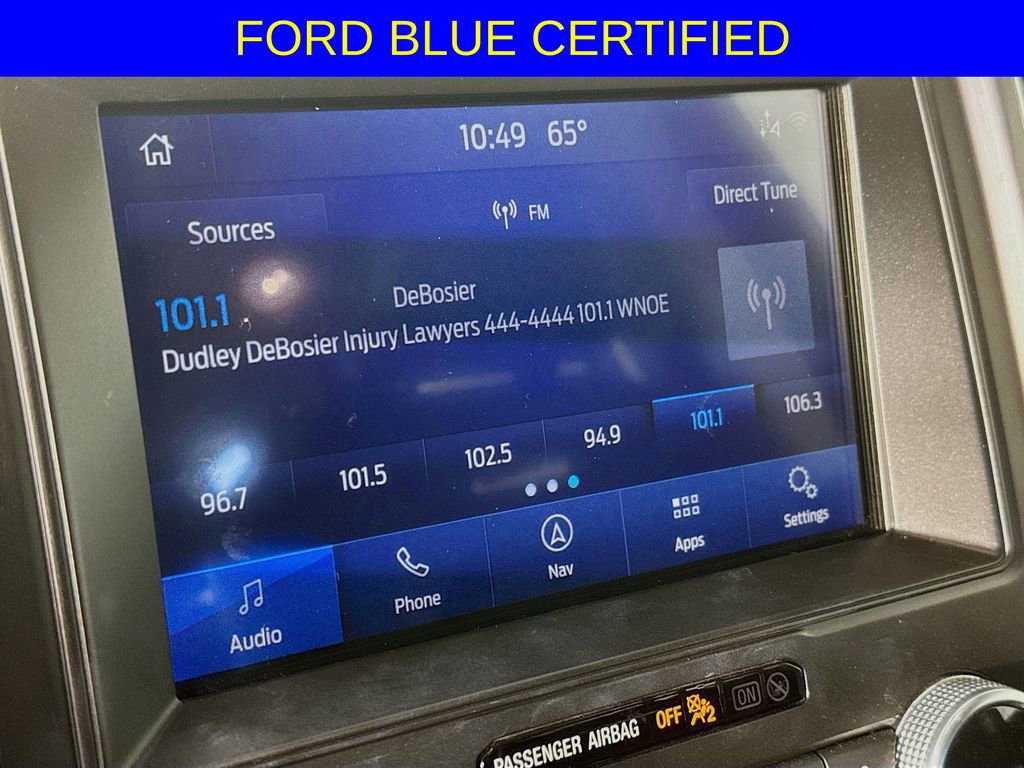 FORD BLUE CERTIFIED
10:49 65°
Sources
FM
Direct Tune
101.1
DeBosier
Dudley DeBosier Injury Lawyers 444-4444 101.1 WNOE
96.7 101.5 102.5 94.9 101.1 106.3
Audio Phone Nav Apps Settings
PASSENGER AIRBAG OFF 2 ON